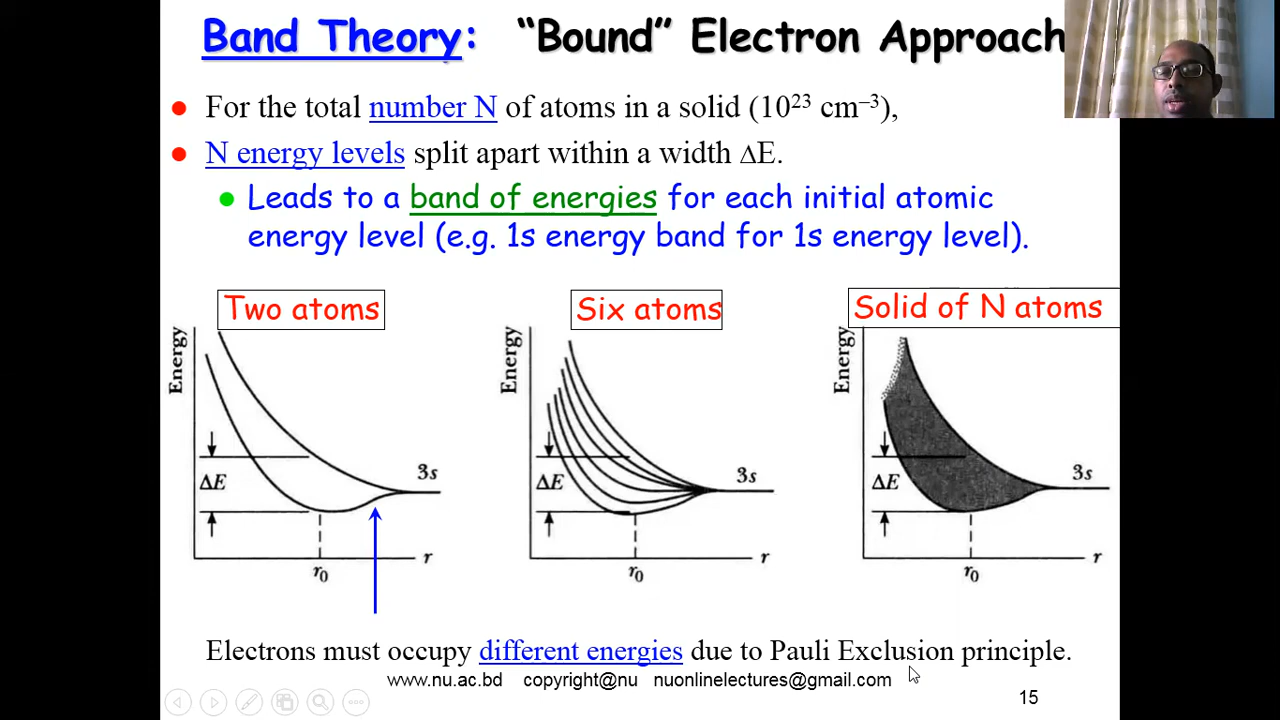 Band Theory: “Bound” Electron Approach
● For the total number N of atoms in a solid (10²³ cm⁻³),
● N energy levels split apart within a width ΔE.
● Leads to a band of energies for each initial atomic
energy level (e.g. 1s energy band for 1s energy level).
Two atoms
Energy
ΔE
3s
r
r₀
Six atoms
Energy
ΔE
3s
r
r₀
Solid of N atoms
Energy
ΔE
3s
r
r₀
Electrons must occupy different energies due to Pauli Exclusion principle.
www.nu.ac.bd copyright@nu nuonlinelectures@gmail.com
15